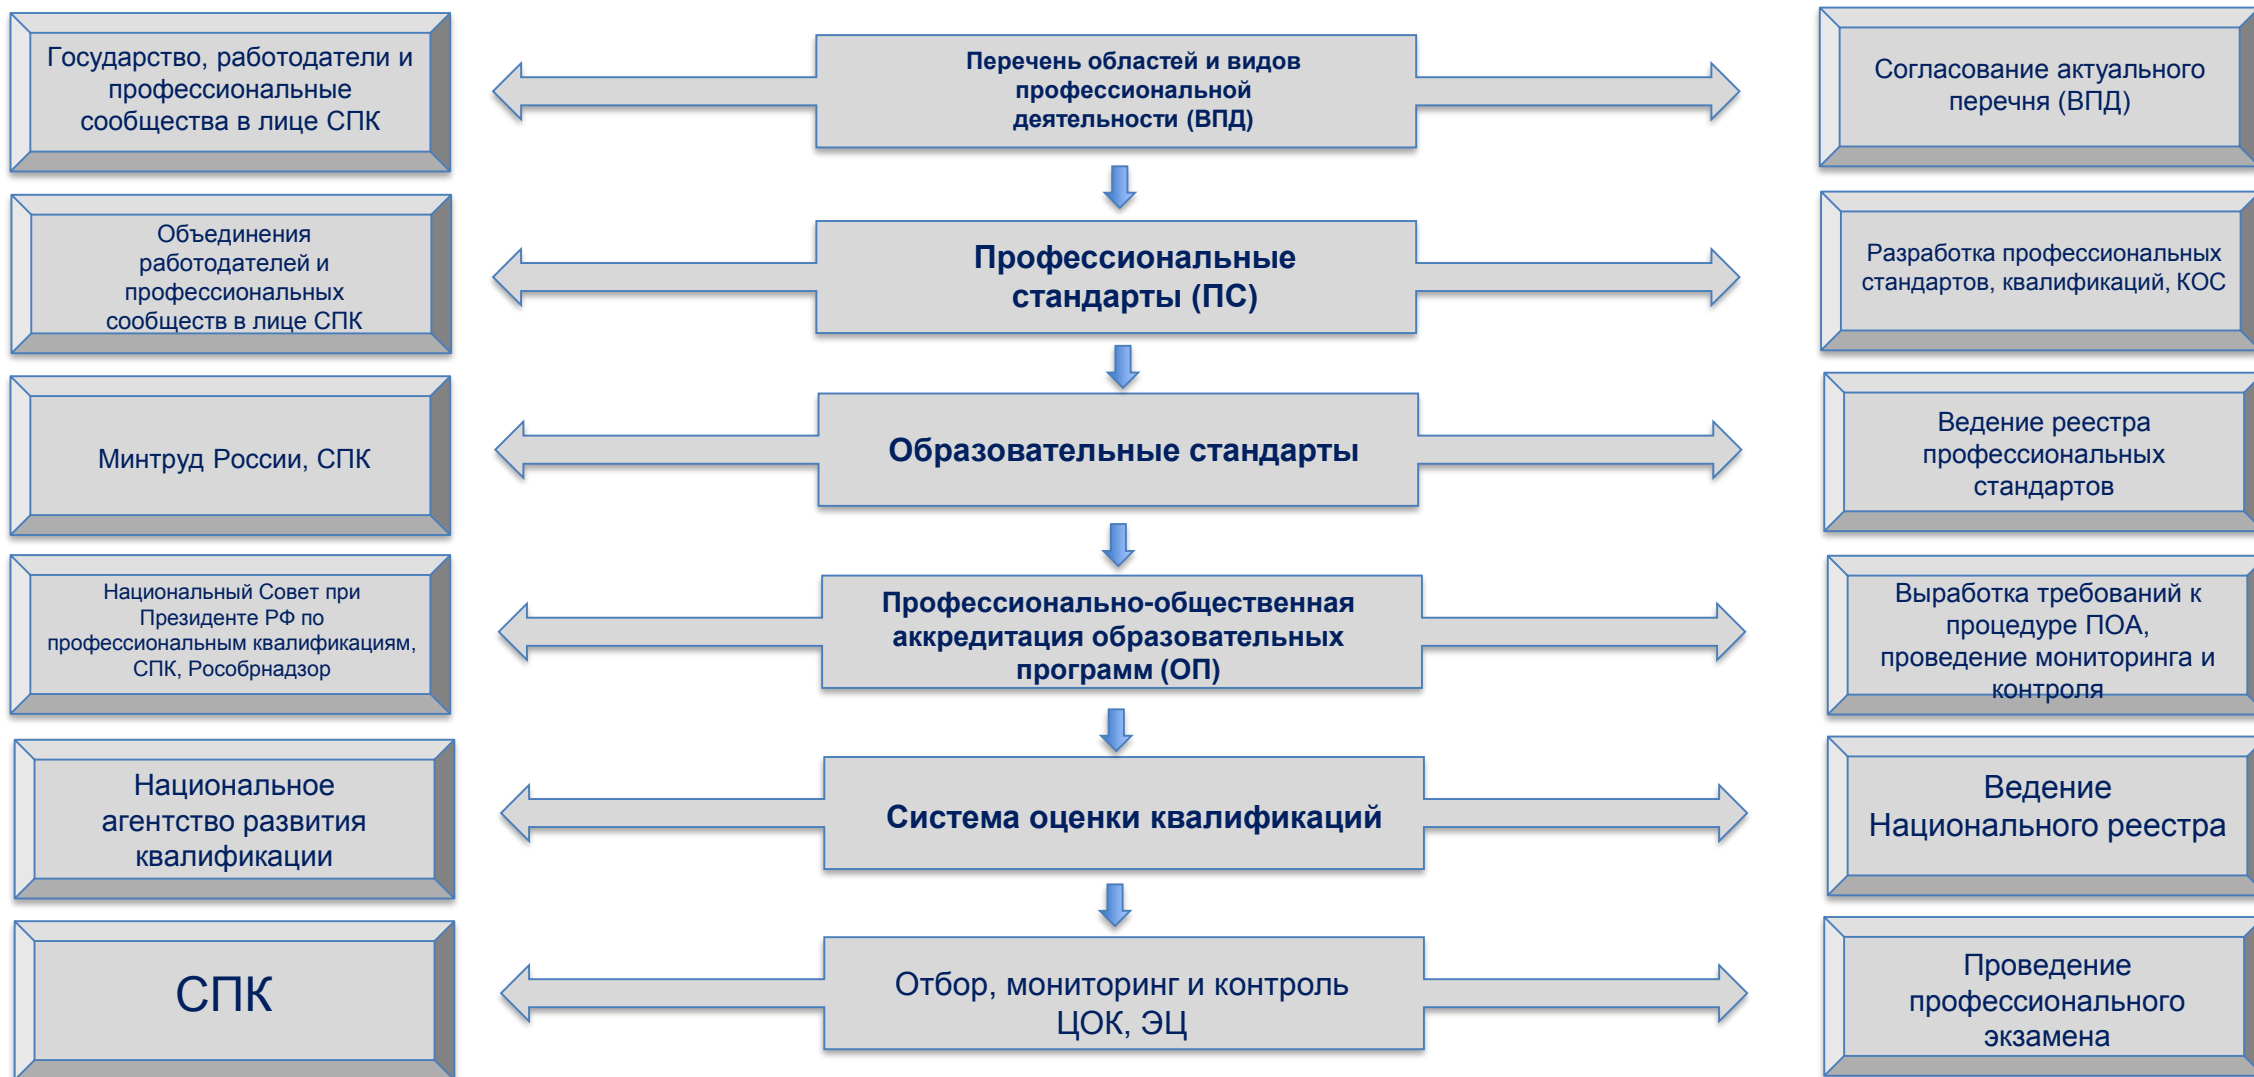 Государство, работодатели и
профессиональные
сообщества в лице СПК
Перечень областей и видов
профессиональной
деятельности (ВПД)
Согласование актуального
перечня (ВПД)
Объединения
работодателей и
профессиональных
сообществ в лице СПК
Профессиональные
стандарты (ПС)
Разработка профессиональных
стандартов, квалификаций, КОС
Минтруд России, СПК
Образовательные стандарты
Ведение реестра
профессиональных
стандартов
Национальный Совет при
Президенте РФ по
профессиональным квалификациям,
СПК, Рособрнадзор
Профессионально-общественная
аккредитация образовательных
программ (ОП)
Выработка требований к
процедуре ПОА,
проведение мониторинга и
контроля
Национальное
агентство развития
квалификации
Система оценки квалификаций
Ведение
Национального реестра
СПК
Отбор, мониторинг и контроль
ЦОК, ЭЦ
Проведение
профессионального
экзамена